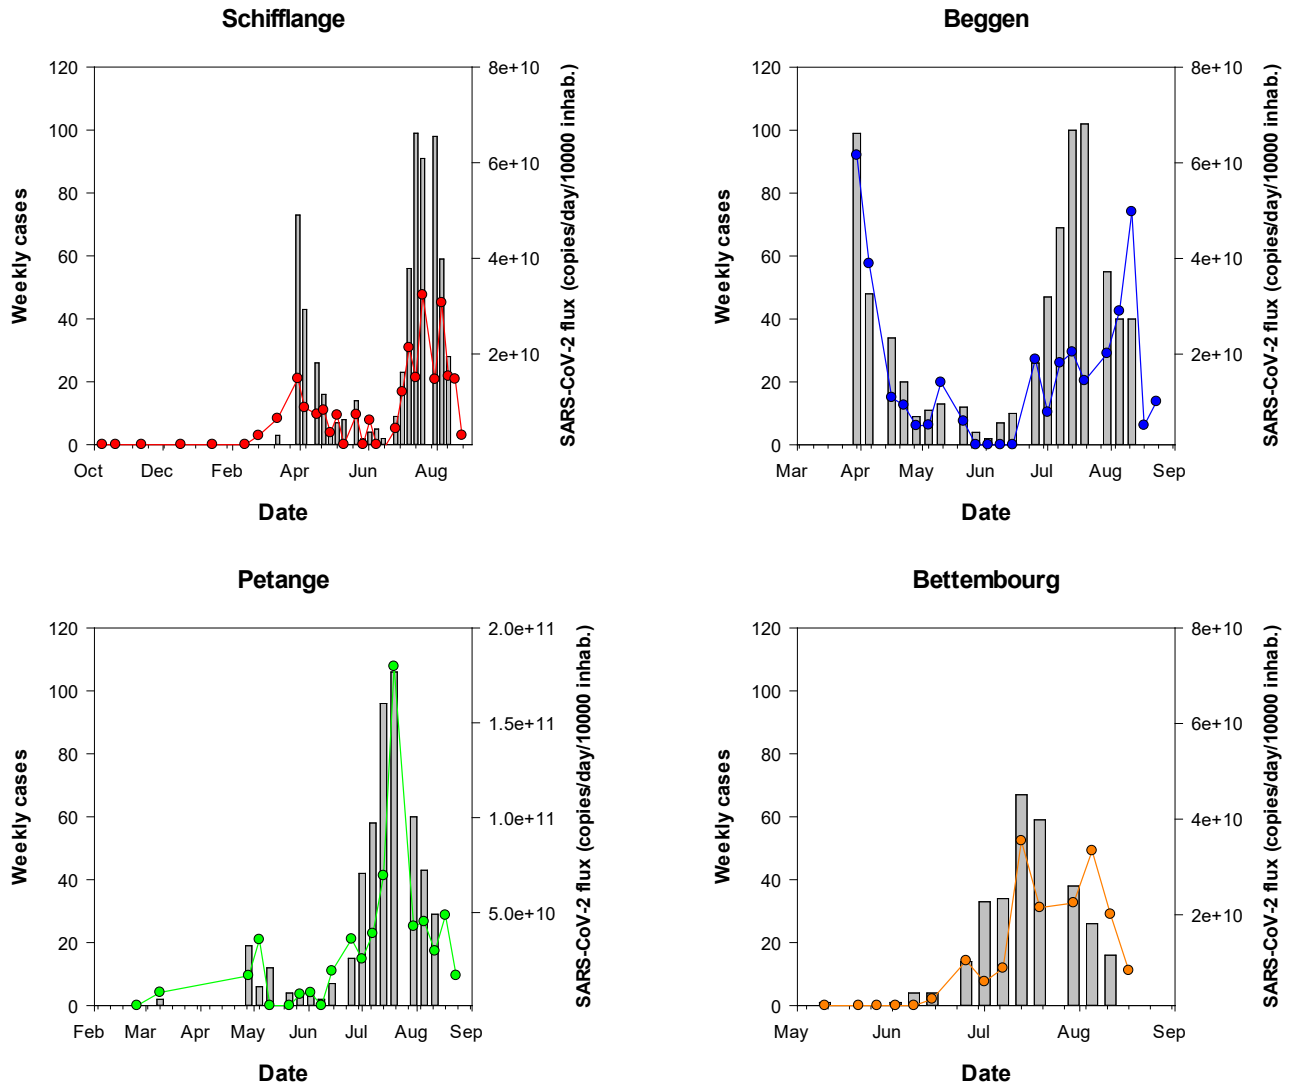 Schifflange
Weekly cases
120
100
80
60
40
20
0
8e+10
6e+10
4e+10
2e+10
SARS-CoV-2 flux (copies/day/10000 inhab.)
Oct Dec Feb Apr Jun Aug
Date
Beggen
Weekly cases
120
100
80
60
40
20
0
8e+10
6e+10
4e+10
2e+10
SARS-CoV-2 flux (copies/day/10000 inhab.)
Mar Apr May Jun Jul Aug Sep
Date
Petange
Weekly cases
120
100
80
60
40
20
0
2.0e+11
1.5e+11
1.0e+11
5.0e+10
SARS-CoV-2 flux (copies/day/10000 inhab.)
Feb Mar Apr May Jun Jul Aug Sep
Date
Bettembourg
Weekly cases
120
100
80
60
40
20
0
8e+10
6e+10
4e+10
2e+10
SARS-CoV-2 flux (copies/day/10000 inhab.)
May Jun Jul Aug Sep
Date